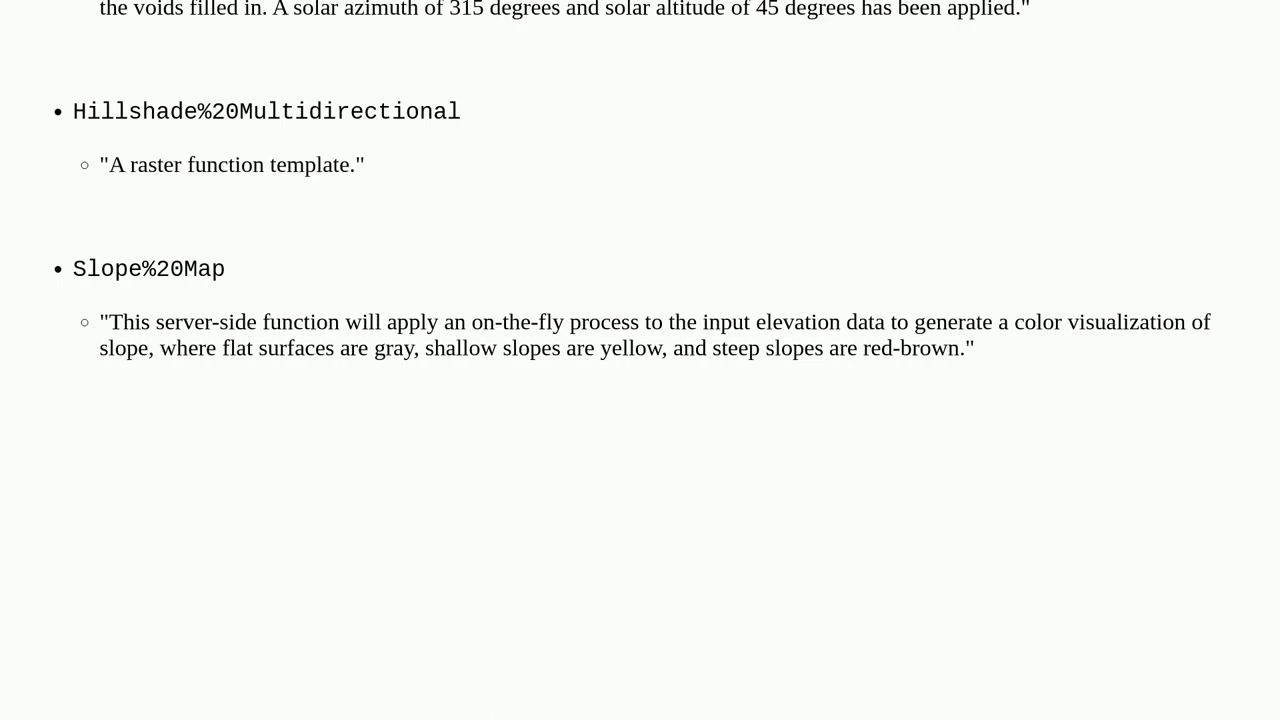 the voids filled in. A solar azimuth of 315 degrees and solar altitude of 45 degrees has been applied."
• Hillshade%20Multidirectional
◦ "A raster function template."
• Slope%20Map
◦ "This server-side function will apply an on-the-fly process to the input elevation data to generate a color visualization of
slope, where flat surfaces are gray, shallow slopes are yellow, and steep slopes are red-brown."